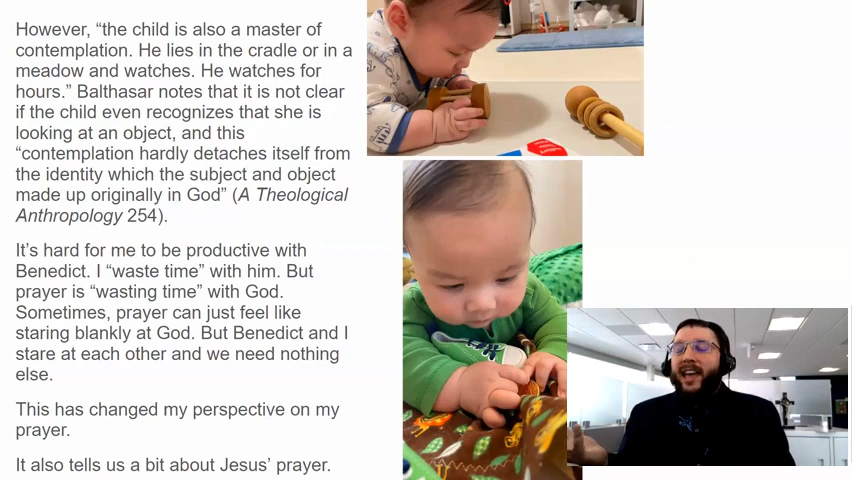 However, “the child is also a master of
contemplation. He lies in the cradle or in a
meadow and watches. He watches for
hours.” Balthasar notes that it is not clear
if the child even recognizes that she is
looking at an object, and this
“contemplation hardly detaches itself from
the identity which the subject and object
made up originally in God” (A Theological
Anthropology 254).
It’s hard for me to be productive with
Benedict. I “waste time” with him. But
prayer is “wasting time” with God.
Sometimes, prayer can just feel like
staring blankly at God. But Benedict and I
stare at each other and we need nothing
else.
This has changed my perspective on my
prayer.
It also tells us a bit about Jesus’ prayer.